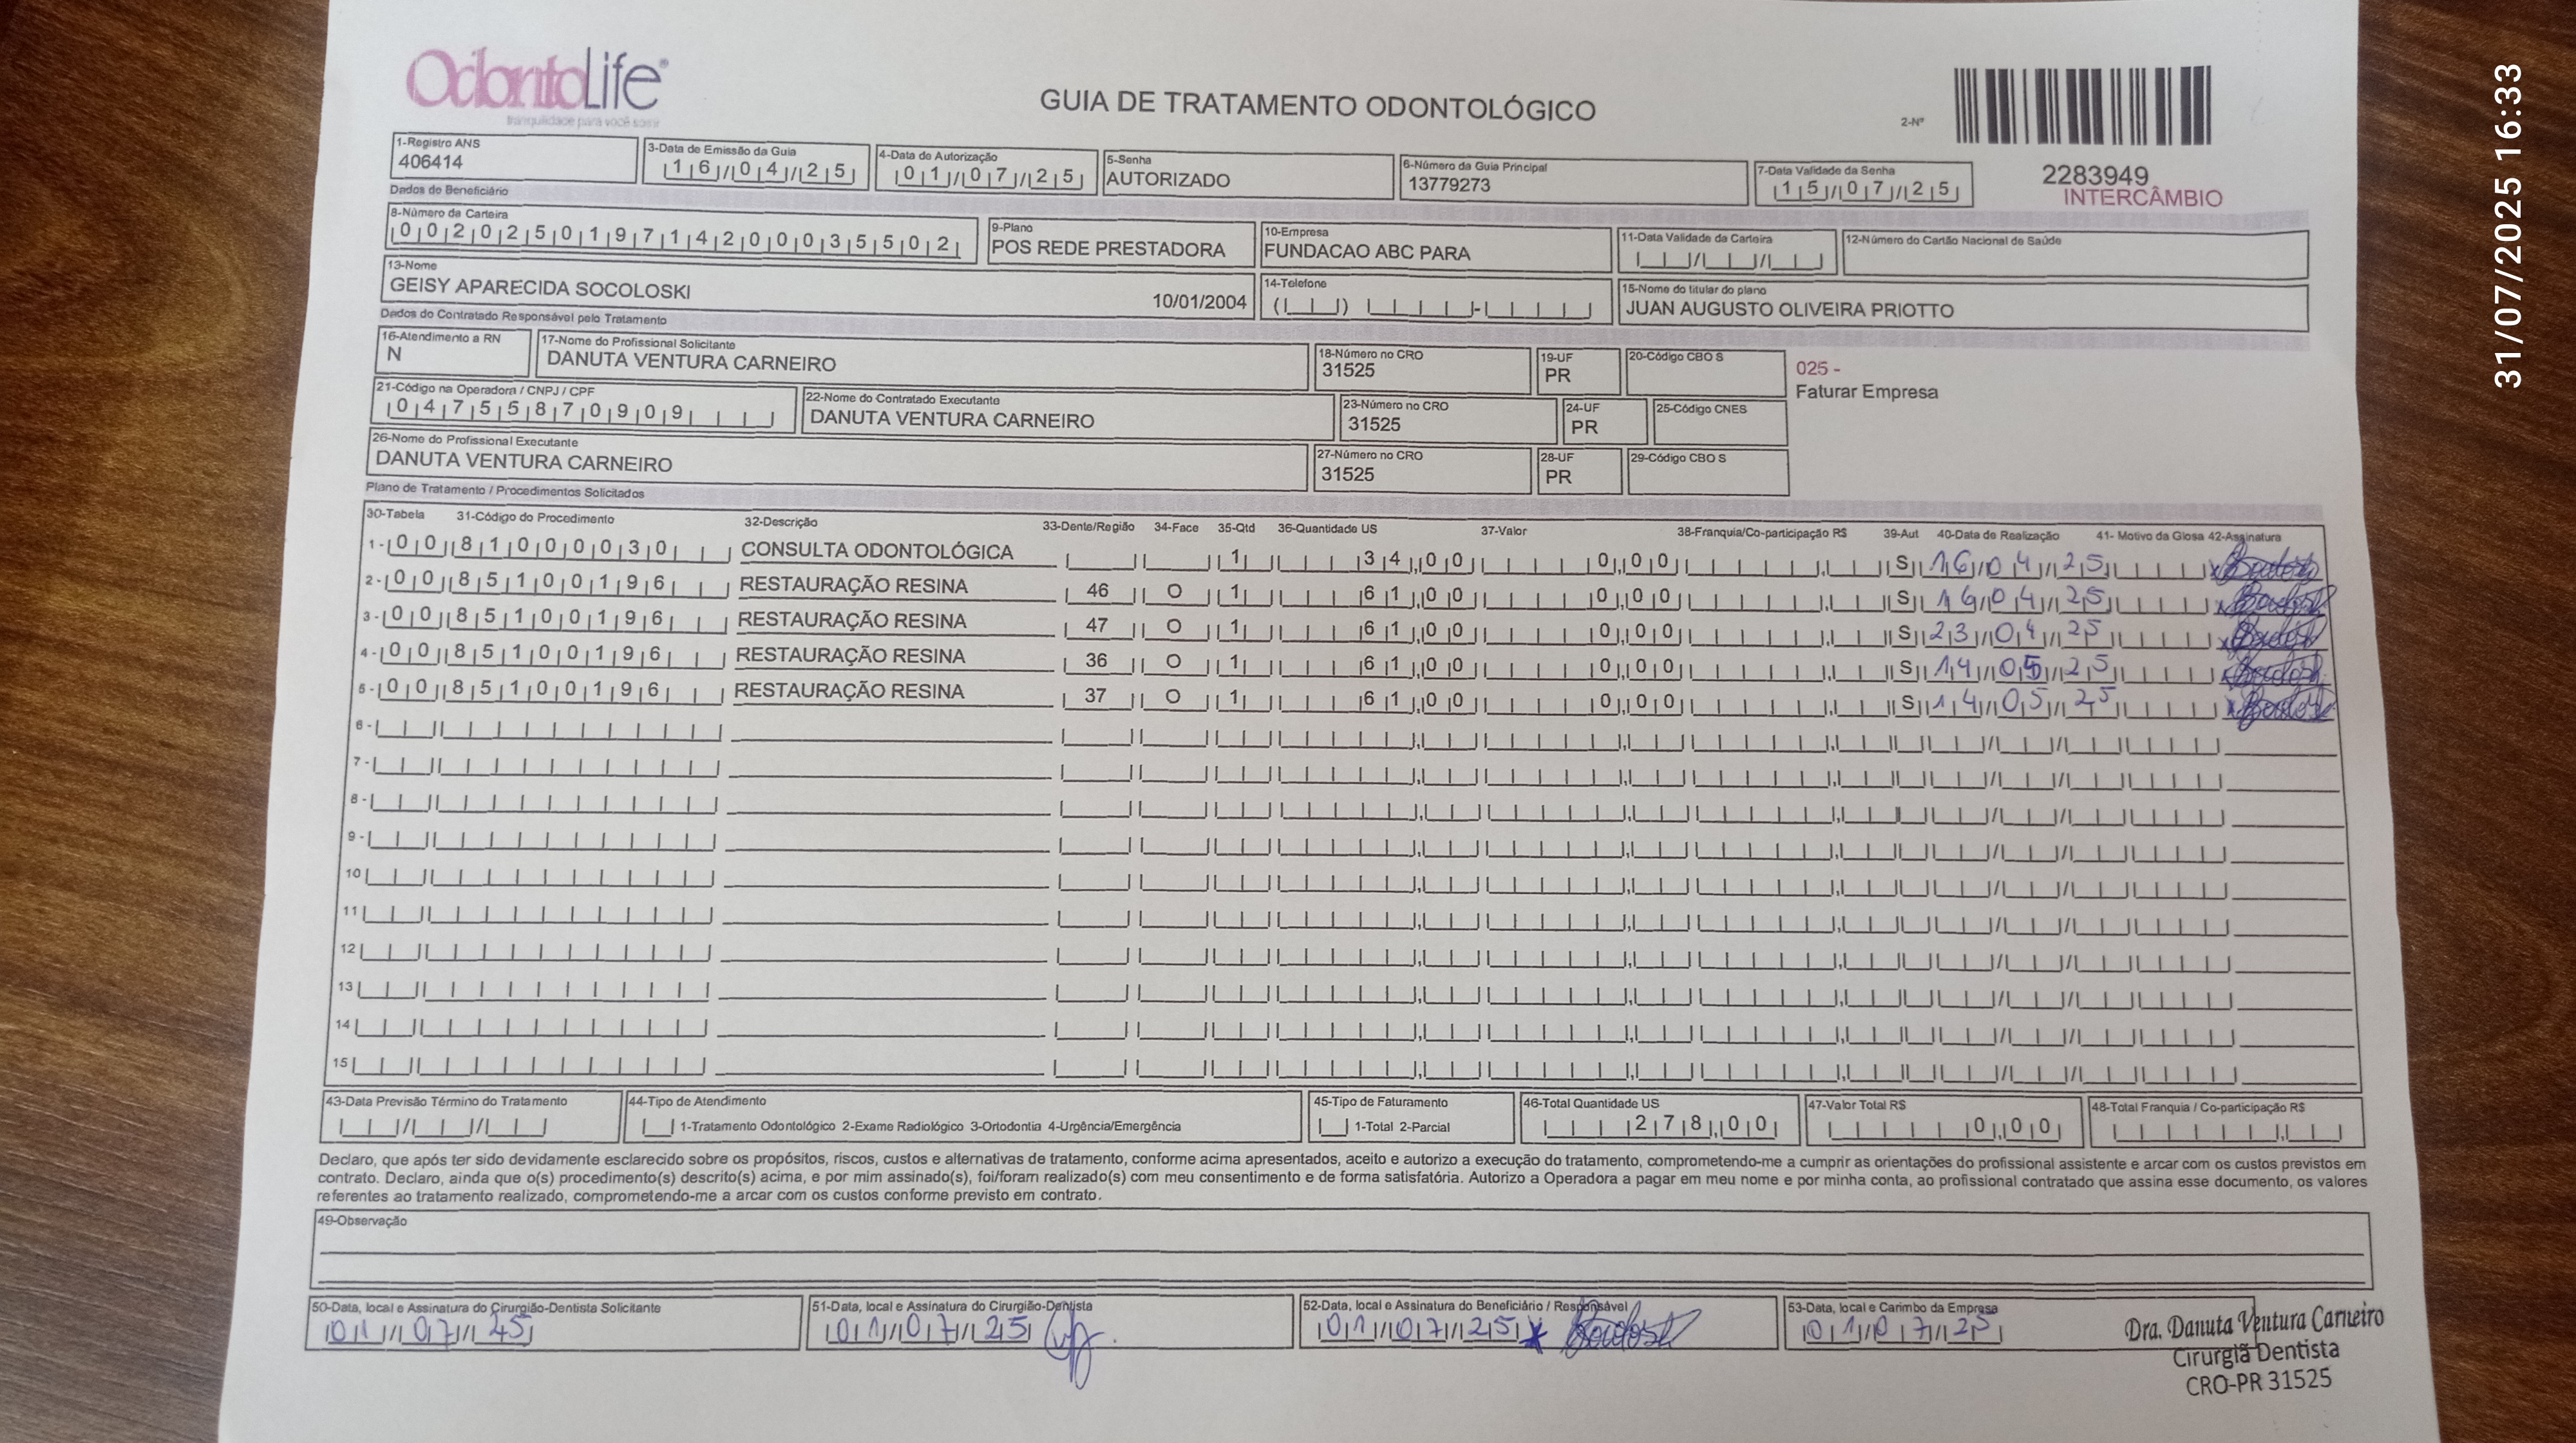 OdontoLife®
tranquilidade para você sorrir
GUIA DE TRATAMENTO ODONTOLÓGICO
2-Nº
2283949
INTERCÂMBIO
31/07/2025 16:33
1-Registro ANS
406414
3-Data de Emissão da Guia
16/04/25
4-Data de Autorização
01/07/25
5-Senha
AUTORIZADO
6-Número da Guia Principal
13779273
7-Data Validade da Senha
15/07/25
Dados do Beneficiário
8-Número da Carteira
00202501971420003550 2
9-Plano
POS REDE PRESTADORA
10-Empresa
FUNDACAO ABC PARA
11-Data Validade da Carteira
12-Número do Cartão Nacional de Saúde
13-Nome
GEISY APARECIDA SOCOLOSKI 10/01/2004
14-Telefone
15-Nome do titular do plano
JUAN AUGUSTO OLIVEIRA PRIOTTO
Dados do Contratado Responsável pelo Tratamento
16-Atendimento a RN
N
17-Nome do Profissional Solicitante
DANUTA VENTURA CARNEIRO
18-Número no CRO
31525
19-UF
PR
20-Código CBO S
025 -
Faturar Empresa
21-Código na Operadora / CNPJ / CPF
04755870909
22-Nome do Contratado Executante
DANUTA VENTURA CARNEIRO
23-Número no CRO
31525
24-UF
PR
25-Código CNES
26-Nome do Profissional Executante
DANUTA VENTURA CARNEIRO
27-Número no CRO
31525
28-UF
PR
29-Código CBO S
Plano de Tratamento / Procedimentos Solicitados
30-Tabela 31-Código do Procedimento 32-Descrição 33-Dente/Região 34-Face 35-Qtd 36-Quantidade US 37-Valor 38-Franquia/Co-participação R$ 39-Aut 40-Data de Realização 41- Motivo da Glosa 42-Assinatura
1- 00 81000030 CONSULTA ODONTOLÓGICA 1 34,00 0,00 S 16/04/25
2- 00 85100196 RESTAURAÇÃO RESINA 46 O 1 61,00 0,00 S 16/04/25
3- 00 85100196 RESTAURAÇÃO RESINA 47 O 1 61,00 0,00 S 23/04/25
4- 00 85100196 RESTAURAÇÃO RESINA 36 O 1 61,00 0,00 S 14/05/25
5- 00 85100196 RESTAURAÇÃO RESINA 37 O 1 61,00 0,00 S 14/05/25
6-
7-
8-
9-
10
11
12
13
14
15
43-Data Previsão Término do Tratamento
44-Tipo de Atendimento
1-Tratamento Odontológico 2-Exame Radiológico 3-Ortodontia 4-Urgência/Emergência
45-Tipo de Faturamento
1-Total 2-Parcial
46-Total Quantidade US
278,00
47-Valor Total R$
0,00
48-Total Franquia / Co-participação R$
Declaro, que após ter sido devidamente esclarecido sobre os propósitos, riscos, custos e alternativas de tratamento, conforme acima apresentados, aceito e autorizo a execução do tratamento, comprometendo-me a cumprir as orientações do profissional assistente e arcar com os custos previstos em
contrato. Declaro, ainda que o(s) procedimento(s) descrito(s) acima, e por mim assinado(s), foi/foram realizado(s) com meu consentimento e de forma satisfatória. Autorizo a Operadora a pagar em meu nome e por minha conta, ao profissional contratado que assina esse documento, os valores
referentes ao tratamento realizado, comprometendo-me a arcar com os custos conforme previsto em contrato.
49-Observação
50-Data, local e Assinatura do Cirurgião-Dentista Solicitante
01/07/25
51-Data, local e Assinatura do Cirurgião-Dentista
01/07/25
52-Data, local e Assinatura do Beneficiário / Responsável
01/07/25
53-Data, local e Carimbo da Empresa
01/07/25
Dra. Danuta Ventura Carneiro
Cirurgiã Dentista
CRO-PR 31525